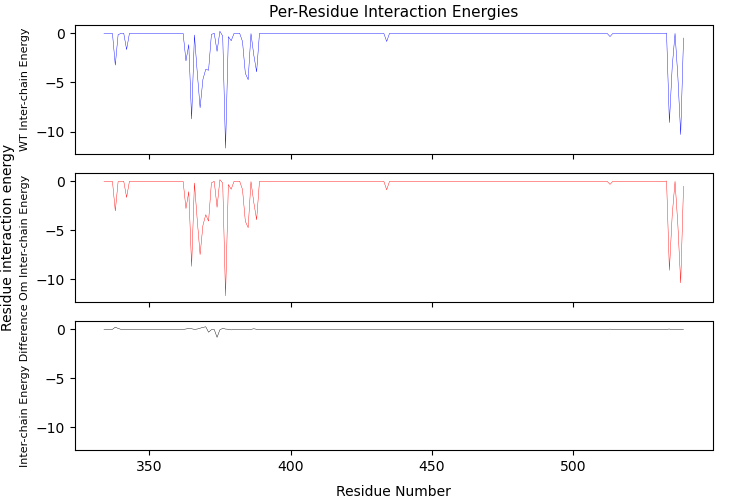 Per-Residue Interaction Energies
Residue interaction energy
WT Inter-chain Energy
0
−5
−10
Om Inter-chain Energy
0
−5
−10
Inter-chain Energy Difference
0
−5
−10
350
400
450
500
Residue Number